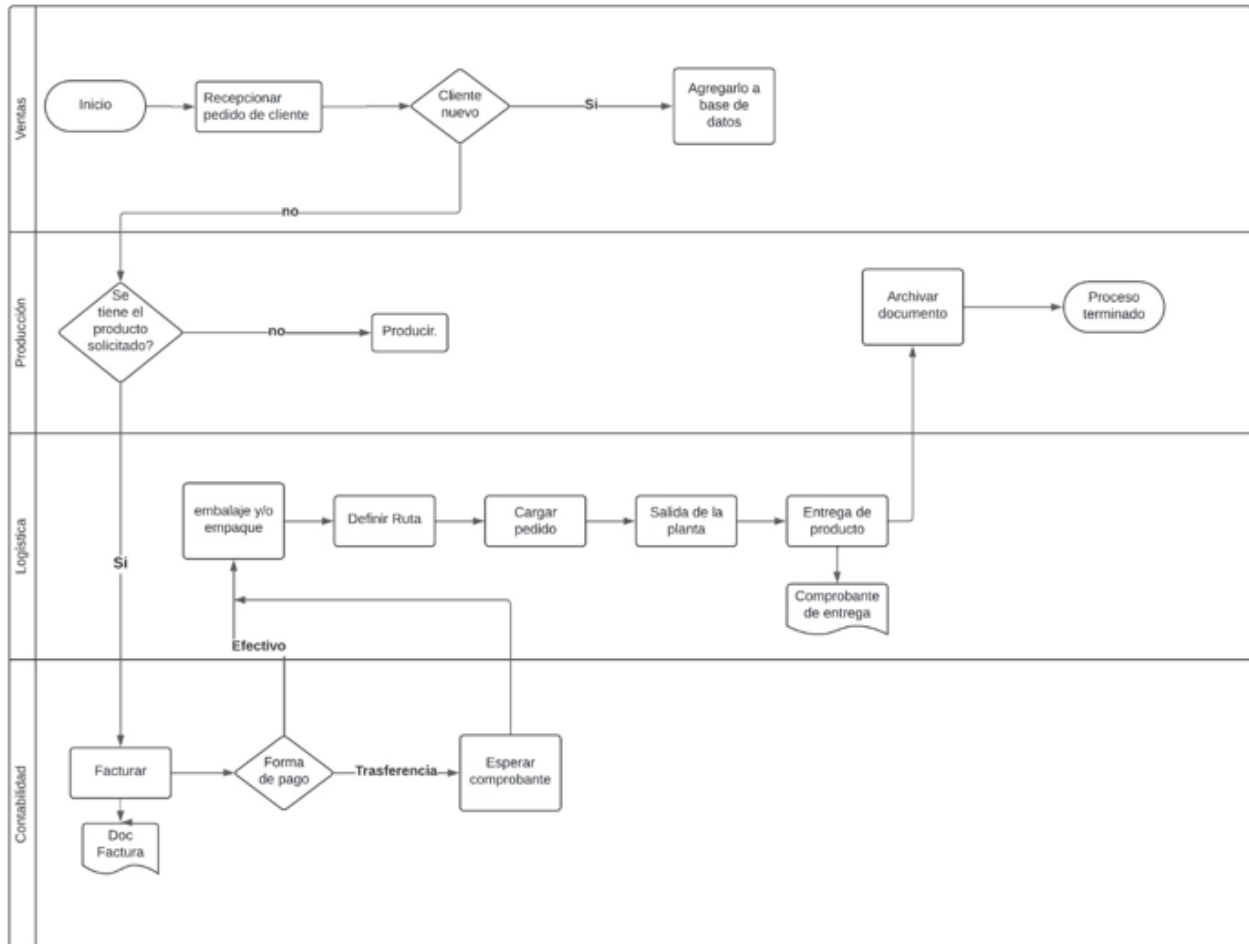 Ventas
Inicio
Recepcionar
pedido de cliente
Cliente
nuevo
Si
Agregarlo a
base de
datos
no
Producción
Se
tiene el
producto
solicitado?
no
Producir.
Archivar
documento
Proceso
terminado
Logística
Si
embalaje y/o
empaque
Definir Ruta
Cargar
pedido
Salida de la
planta
Entrega de
producto
Comprobante
de entrega
Efectivo
Contabilidad
Facturar
Forma
de pago
Trasferencia
Esperar
comprobante
Doc
Factura